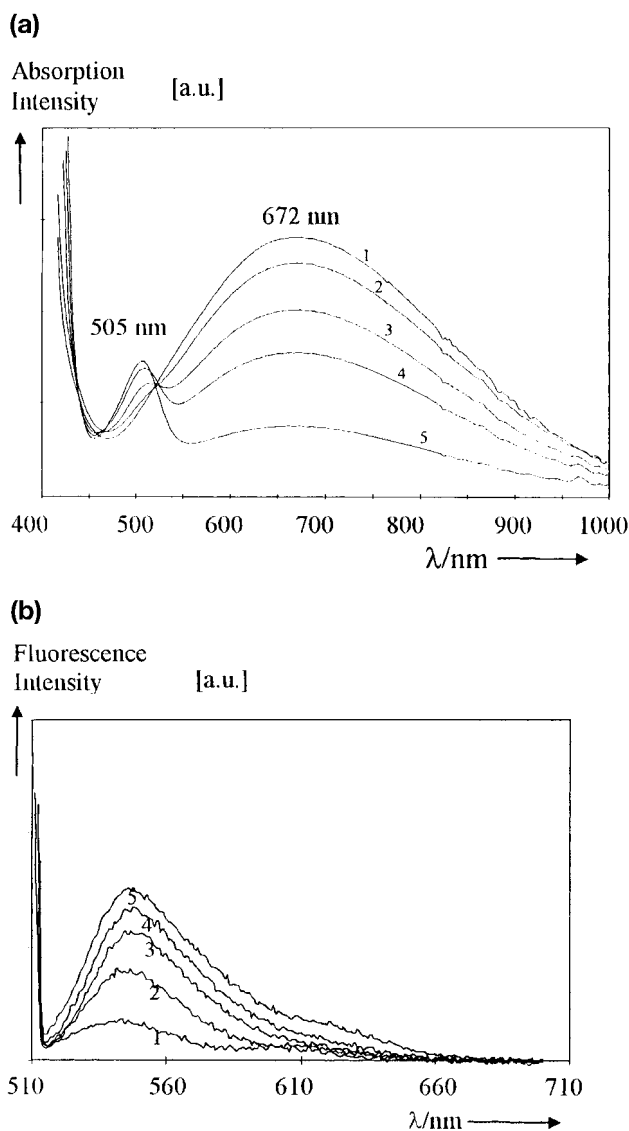 (a)
Absorption
Intensity [a.u.]
672 nm
505 nm
1
2
3
4
5
400 500 600 700 800 900 1000
λ/nm
(b)
Fluorescence
Intensity [a.u.]
5
4
3
2
1
510 560 610 660 710
λ/nm